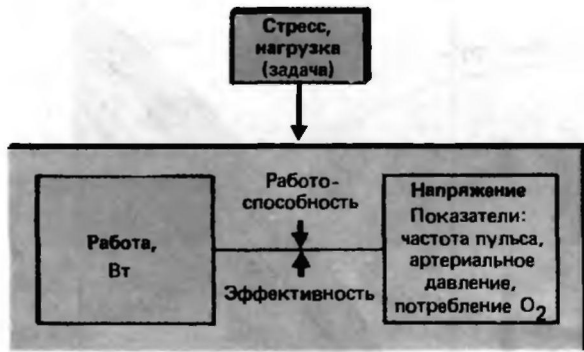 Стресс,
нагрузка
(задача)
Работо-
способность
Работа,
Вт
Эффективность
Напряжение
Показатели:
частота пульса,
артериальное
давление,
потребление O₂